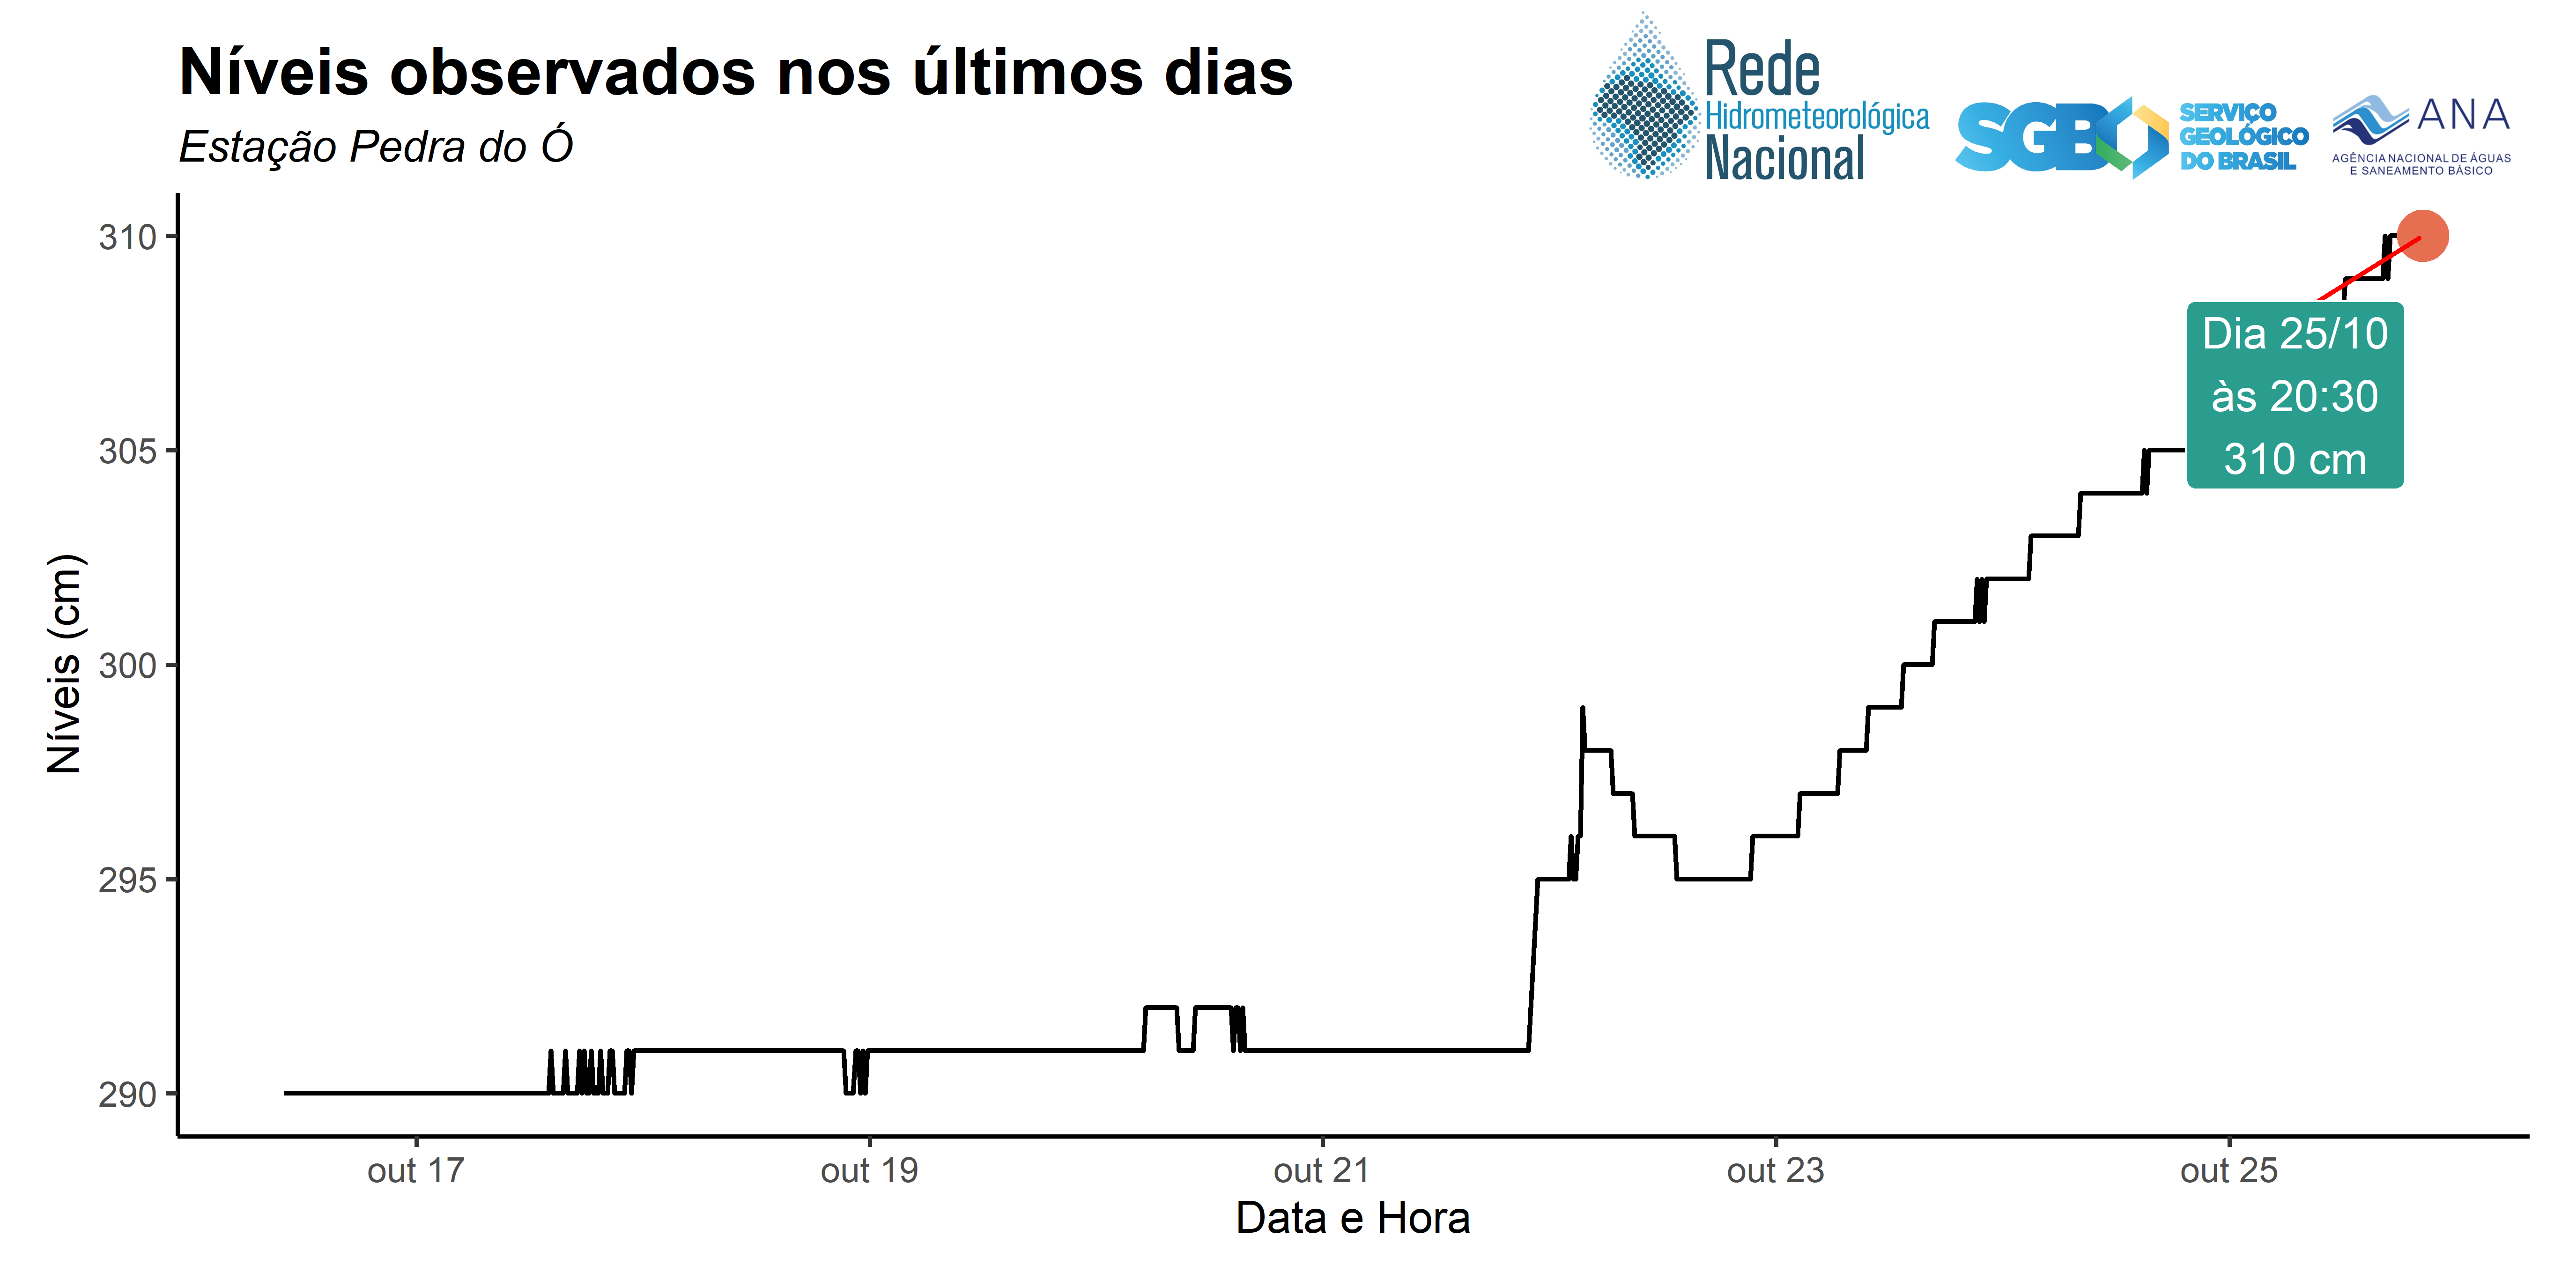 Níveis observados nos últimos dias
Estação Pedra do Ó
Rede
Hidrometeorológica
Nacional
SGB
SERVIÇO
GEOLÓGICO
DO BRASIL
ANA
AGÊNCIA NACIONAL DE ÁGUAS
E SANEAMENTO BÁSICO
310
305
300
295
290
Níveis (cm)
Dia 25/10
às 20:30
310 cm
out 17
out 19
out 21
out 23
out 25
Data e Hora